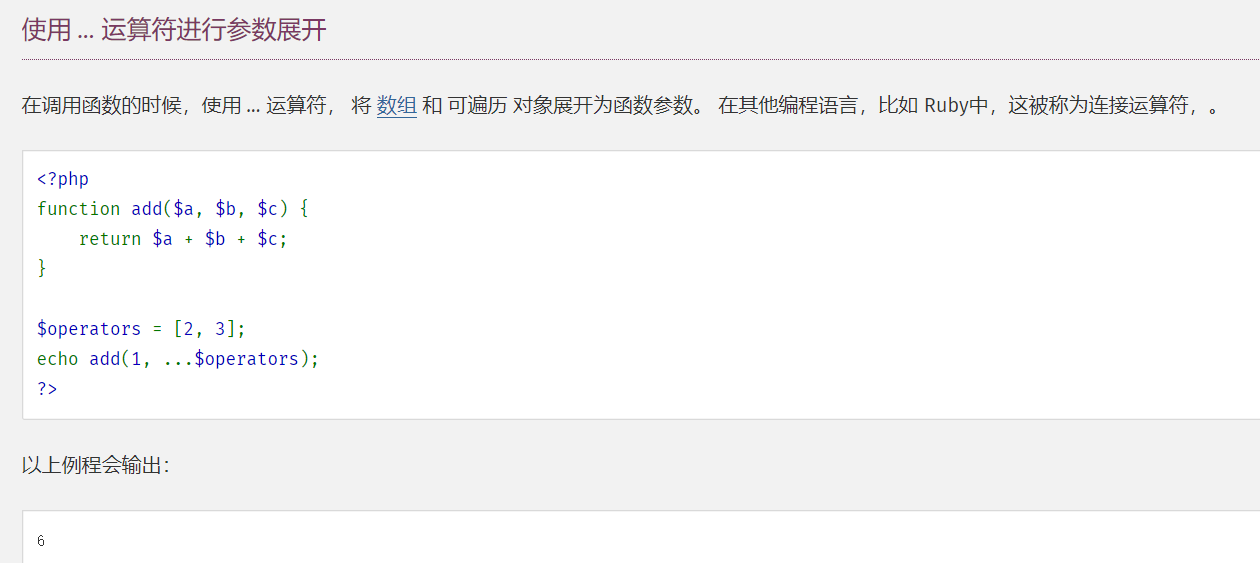 使用 ... 运算符进行参数展开
在调用函数的时候，使用 ... 运算符， 将 数组 和 可遍历 对象展开为函数参数。 在其他编程语言，比如 Ruby中，这被称为连接运算符，。
<?php
function add($a, $b, $c) {
    return $a + $b + $c;
}
$operators = [2, 3];
echo add(1, ...$operators);
?>
以上例程会输出：
6